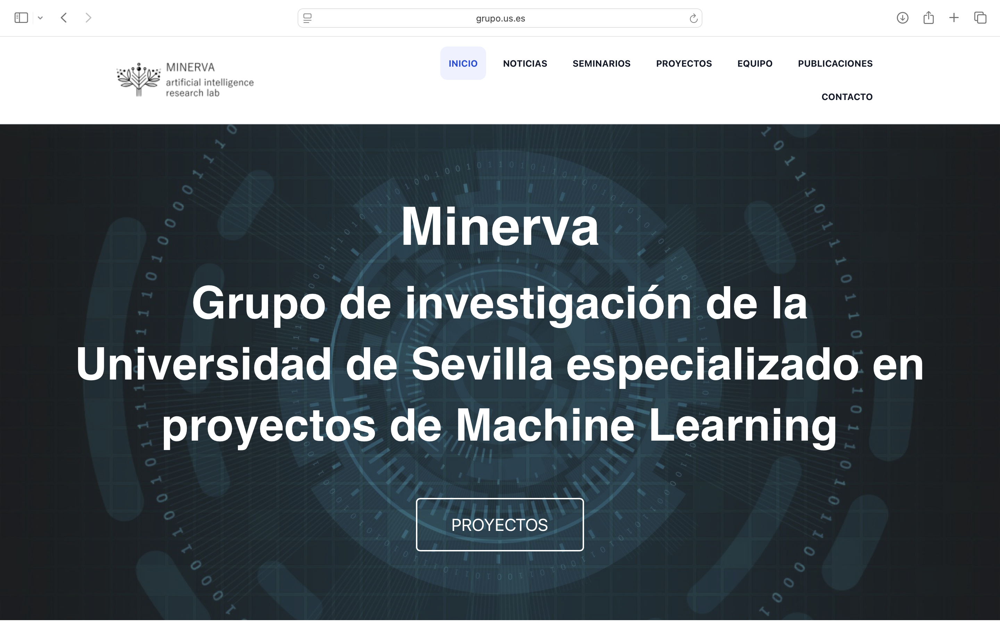 grupo.us.es
MINERVA
artificial intelligence
research lab
INICIO NOTICIAS SEMINARIOS PROYECTOS EQUIPO PUBLICACIONES
CONTACTO
Minerva
Grupo de investigación de la
Universidad de Sevilla especializado en
proyectos de Machine Learning
PROYECTOS